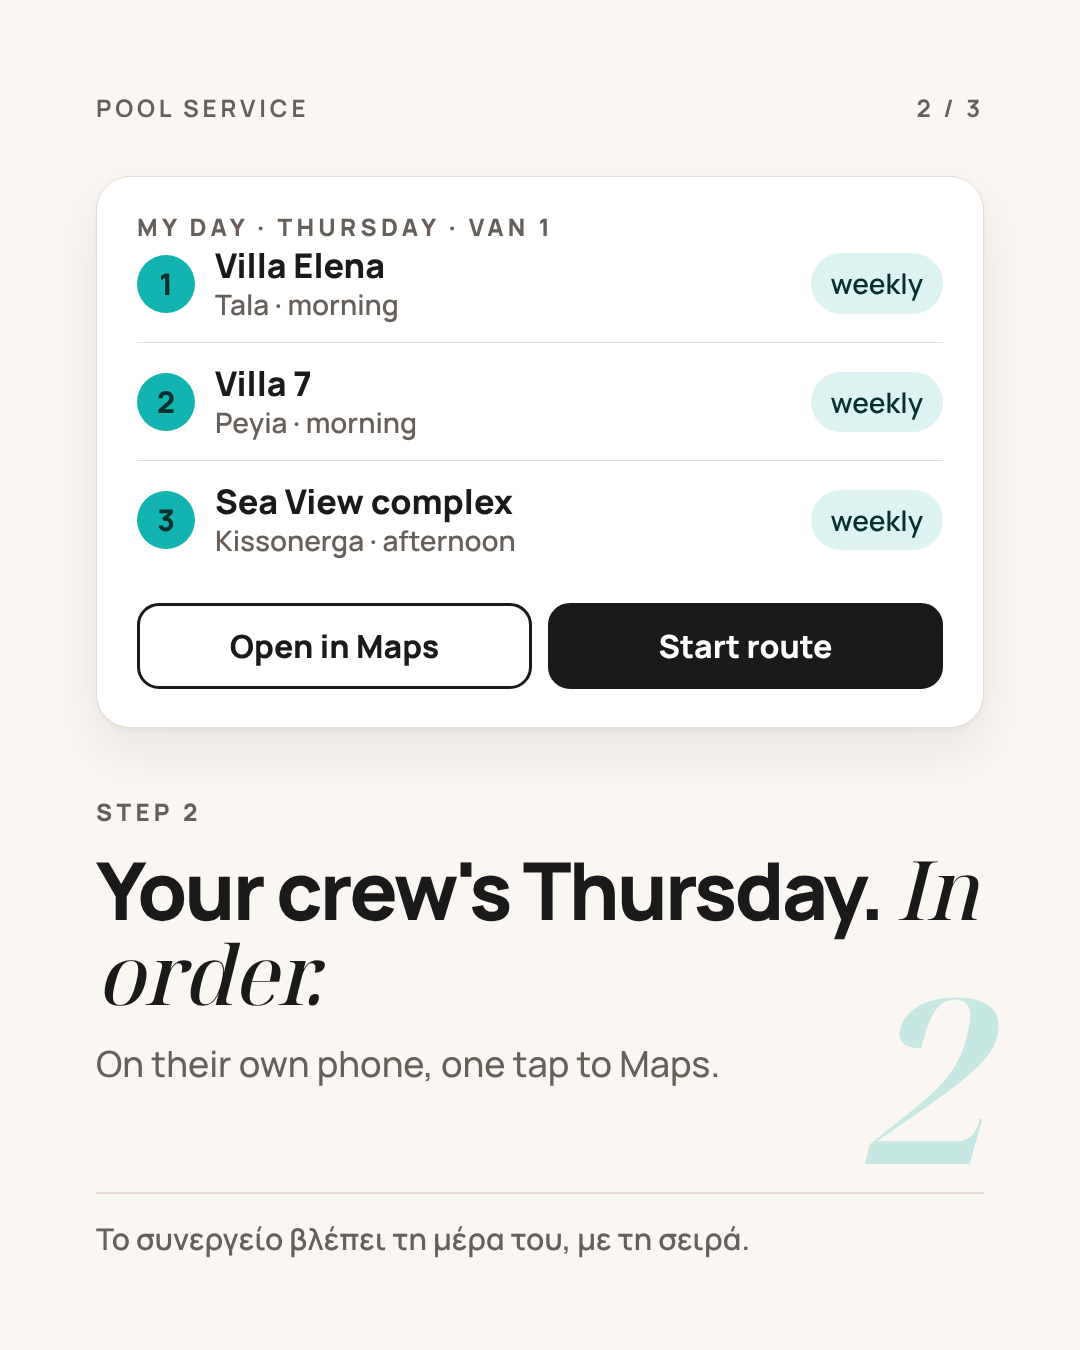 POOL SERVICE
2 / 3
MY DAY · THURSDAY · VAN 1
1
Villa Elena
Tala · morning
weekly
2
Villa 7
Peyia · morning
weekly
3
Sea View complex
Kissonerga · afternoon
weekly
Open in Maps
Start route
STEP 2
Your crew's Thursday. In
order.
On their own phone, one tap to Maps.
2
Το συνεργείο βλέπει τη μέρα του, με τη σειρά.